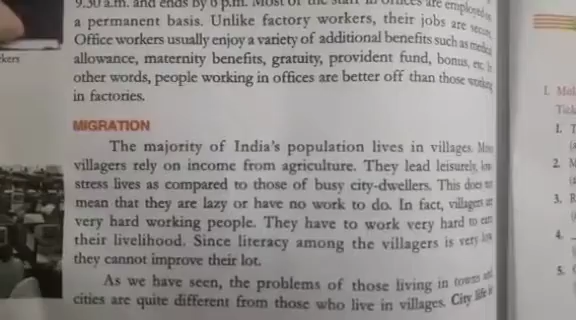 9.30 a.m. and ends by 6 p.m. Most of the staff in offices are employed on
a permanent basis. Unlike factory workers, their jobs are secure.
Office workers usually enjoy a variety of additional benefits such as medical
allowance, maternity benefits, gratuity, provident fund, bonus, etc. In
other words, people working in offices are better off than those working
in factories.
kers
MIGRATION
The majority of India's population lives in villages. Most
villagers rely on income from agriculture. They lead leisurely, low
stress lives as compared to those of busy city-dwellers. This does not
mean that they are lazy or have no work to do. In fact, villagers are
very hard working people. They have to work very hard to earn
their livelihood. Since literacy among the villagers is very low
they cannot improve their lot.
As we have seen, the problems of those living in towns and
cities are quite different from those who live in villages. City life is
1.
2. M
3. R
4.
5.